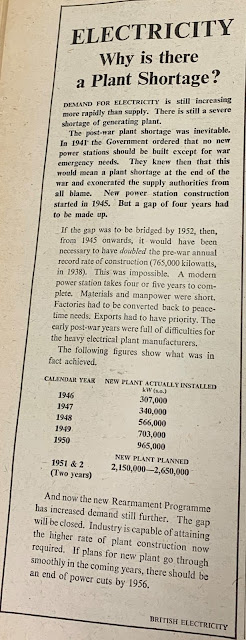 ELECTRICITY
Why is there
a Plant Shortage?
DEMAND FOR ELECTRICITY is still increasing
more rapidly than supply. There is still a severe
shortage of generating plant.
The post-war plant shortage was inevitable.
In 1941 the Government ordered that no new
power stations should be built except for war
emergency needs. They knew then that this
would mean a plant shortage at the end of the
war and exonerated the supply authorities from
all blame. New power station construction
started in 1945. But a gap of four years had
to be made up.
If the gap was to be bridged by 1952, then,
from 1945 onwards, it would have been
necessary to have doubled the pre-war annual
record rate of construction (765,000 kilowatts,
in 1938). This was impossible. A modern
power station takes four or five years to com-
plete. Materials and manpower were short.
Factories had to be converted back to peace-
time needs. Exports had to have priority. The
early post-war years were full of difficulties for
the heavy electrical plant manufacturers.
The following figures show what was in
fact achieved.
CALENDAR YEAR NEW PLANT ACTUALLY INSTALLED
kW (s.o.)
1946 307,000
1947 340,000
1948 566,000
1949 703,000
1950 965,000
NEW PLANT PLANNED
1951 & 2 2,150,000—2,650,000
(Two years)
And now the new Rearmament Programme
has increased demand still further. The gap
will be closed. Industry is capable of attaining
the higher rate of plant construction now
required. If plans for new plant go through
smoothly in the coming years, there should be
an end of power cuts by 1956.
BRITISH ELECTRICITY